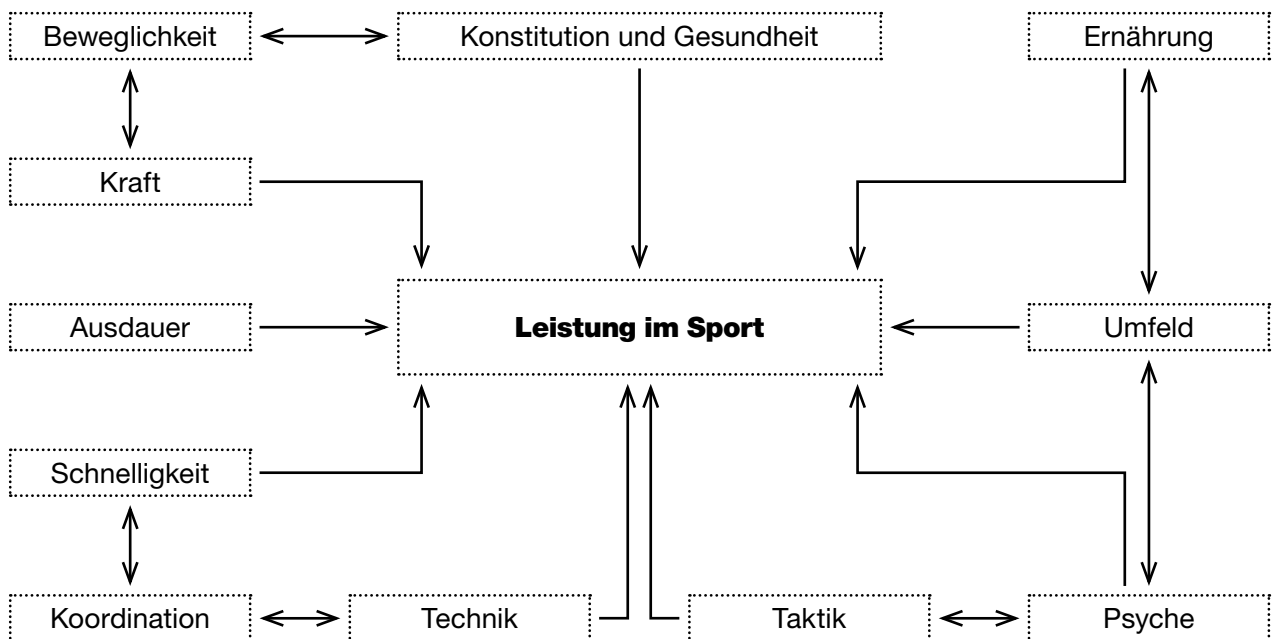 Beweglichkeit
Konstitution und Gesundheit
Ernährung
Kraft
Ausdauer
Leistung im Sport
Umfeld
Schnelligkeit
Koordination
Technik
Taktik
Psyche